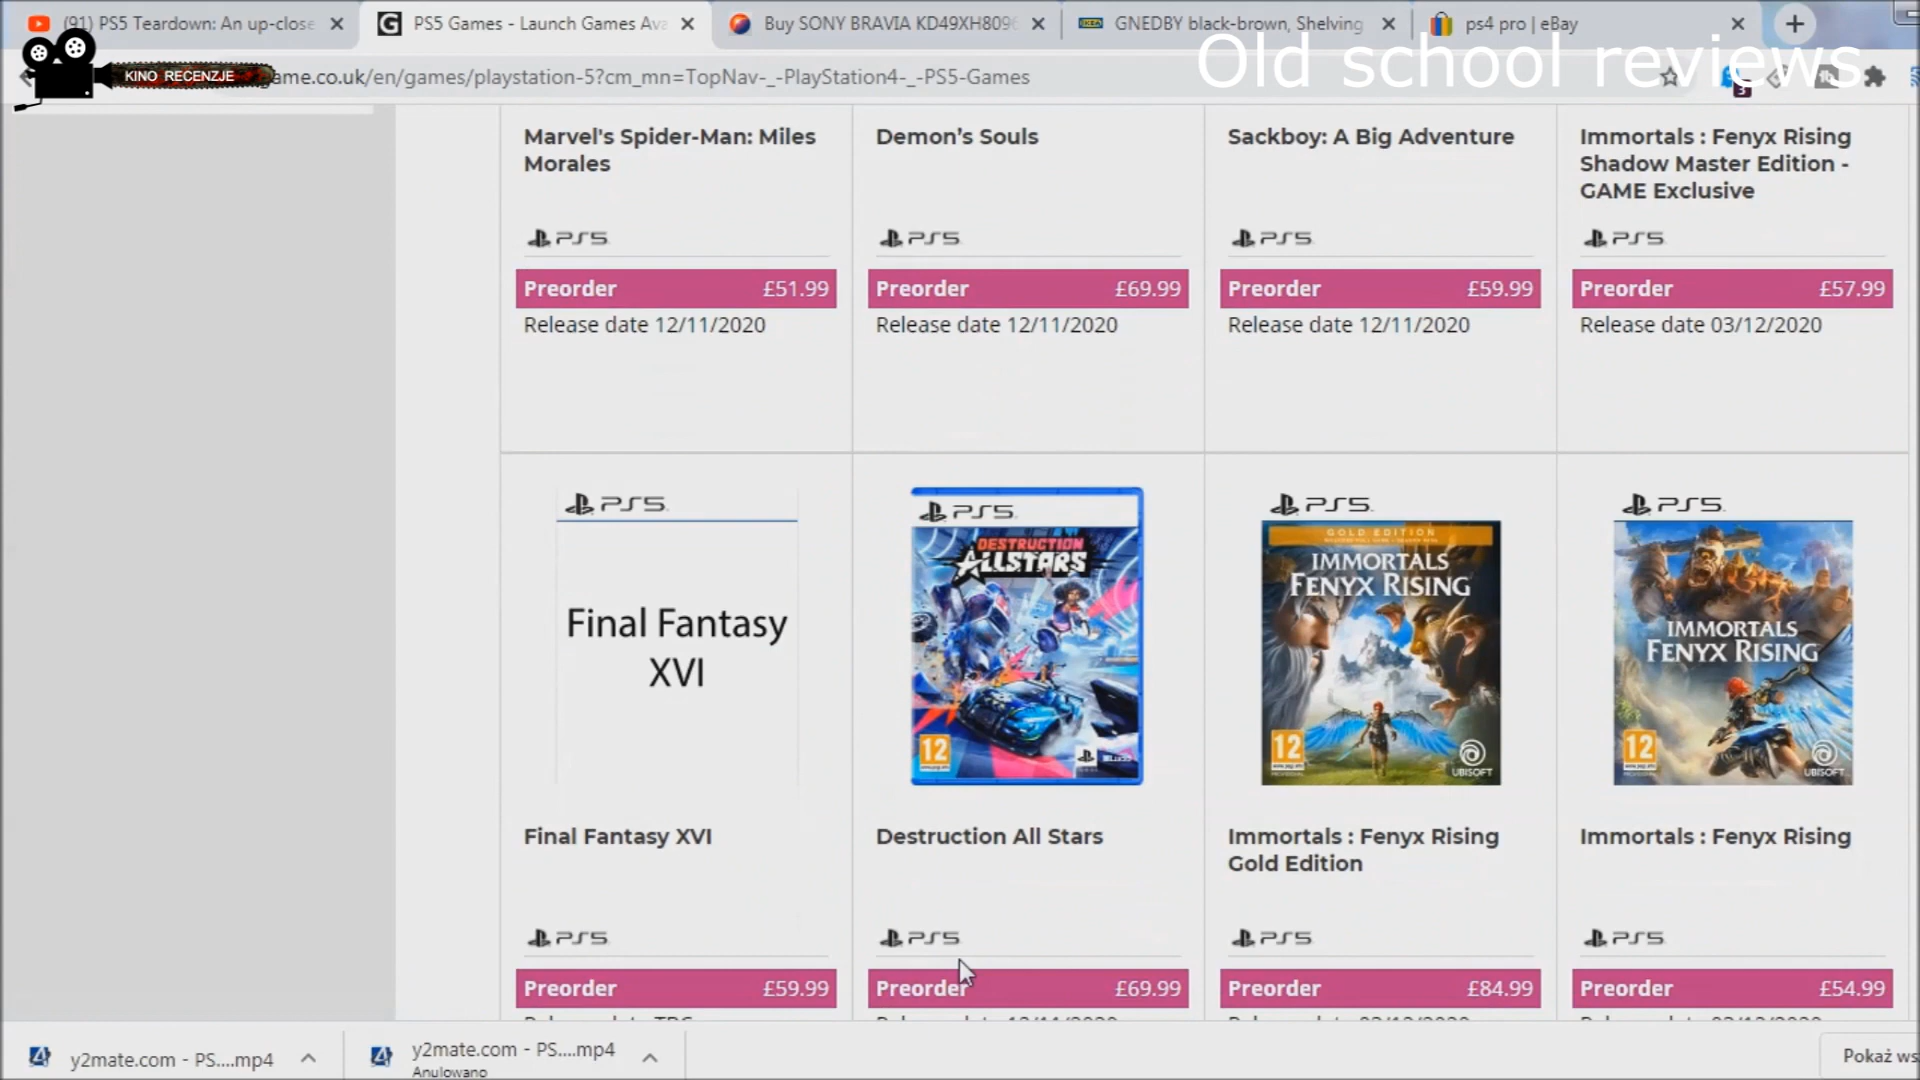 (91) PS5 Teardown: An up-close
PS5 Games - Launch Games Ava
Buy SONY BRAVIA KD49XH8096
IKEA
GNEDBY black-brown, Shelving
ps4 pro | eBay
Old school reviews
KINO RECENZJE
ame.co.uk/en/games/playstation-5?cm_mn=TopNav-_-PlayStation4-_-PS5-Games
3
Marvel's Spider-Man: Miles
Morales
PS5
Preorder £51.99
Release date 12/11/2020
Demon’s Souls
PS5
Preorder £69.99
Release date 12/11/2020
Sackboy: A Big Adventure
PS5
Preorder £59.99
Release date 12/11/2020
Immortals : Fenyx Rising
Shadow Master Edition -
GAME Exclusive
PS5
Preorder £57.99
Release date 03/12/2020
PS5
Final Fantasy
XVI
Final Fantasy XVI
PS5
Preorder £59.99
PS5
DESTRUCTION
ALLSTARS
12
Destruction All Stars
PS5
Preorder £69.99
PS5
GOLD EDITION
IMMORTALS
FENYX RISING
12
UBISOFT
Immortals : Fenyx Rising
Gold Edition
PS5
Preorder £84.99
PS5
IMMORTALS
FENYX RISING
12
UBISOFT
Immortals : Fenyx Rising
PS5
Preorder £54.99
y2mate.com - PS....mp4
y2mate.com - PS....mp4
Anulowano
Pokaż ws